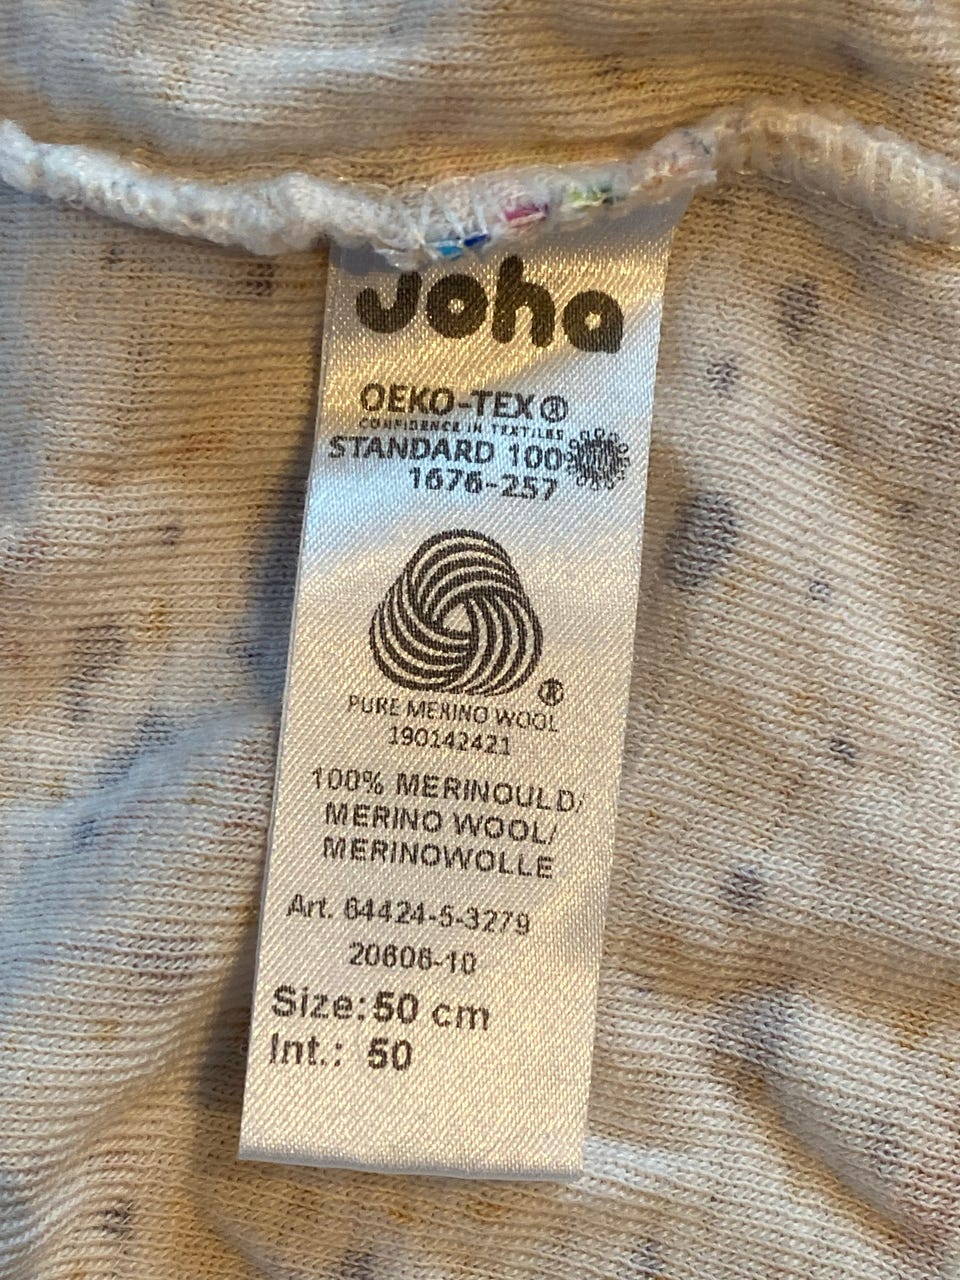 Joha
OEKO-TEX®
CONFIDENCE IN TEXTILES
STANDARD 100
1676-257
®
PURE MERINO WOOL
190142421
100% MERINOULD/
MERINO WOOL/
MERINOWOLLE
Art. 64424-5-3279
20606-10
Size: 50 cm
Int.: 50